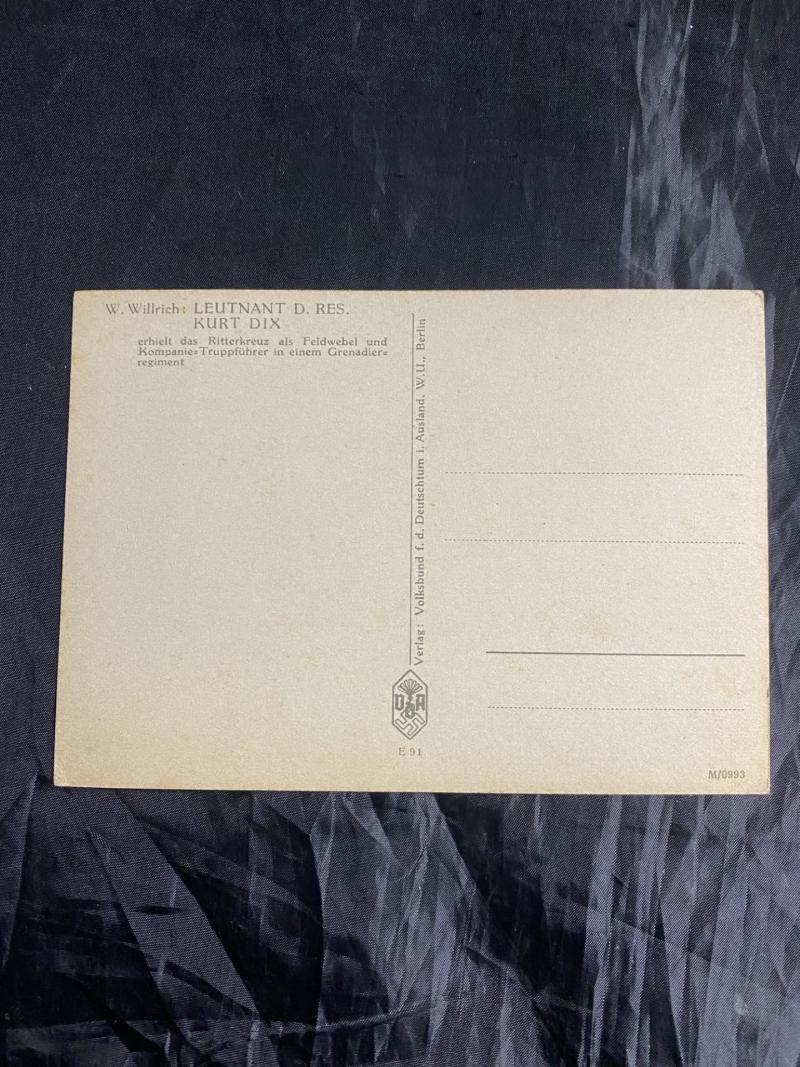 W. Willrich: LEUTNANT D. RES.
KURT DIX
erhielt das Ritterkreuz als Feldwebel und
Kompanie=Truppführer in einem Grenadier=
regiment
Verlag: Volksbund f. d. Deutschtum i. Ausland, W.U., Berlin
VDA
E 91
M/0993